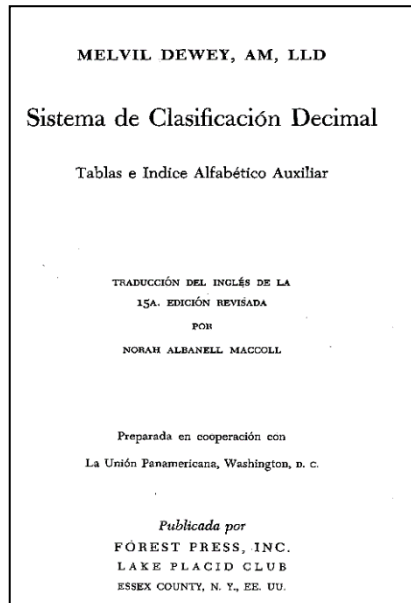 MELVIL DEWEY, AM, LLD
Sistema de Clasificación Decimal
Tablas e Indice Alfabético Auxiliar
TRADUCCIÓN DEL INGLÉS DE LA
15A. EDICIÓN REVISADA
POR
NORAH ALBANELL MACCOLL
Preparada en cooperación con
La Unión Panamericana, Washington, D. C.
Publicada por
FOREST PRESS, INC.
LAKE PLACID CLUB
ESSEX COUNTY, N. Y., EE. UU.